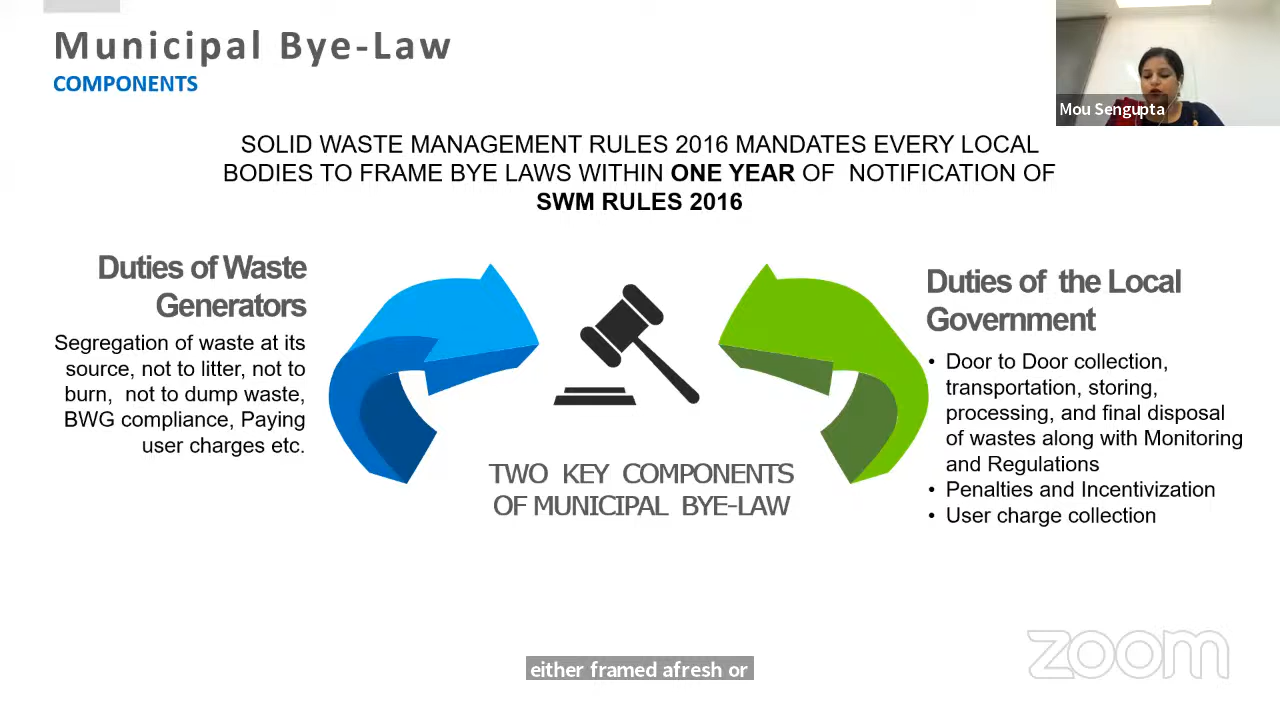 Municipal Bye-Law
COMPONENTS
Mou Sengupta
SOLID WASTE MANAGEMENT RULES 2016 MANDATES EVERY LOCAL
BODIES TO FRAME BYE LAWS WITHIN ONE YEAR OF NOTIFICATION OF
SWM RULES 2016
Duties of Waste
Generators
Segregation of waste at its
source, not to litter, not to
burn, not to dump waste,
BWG compliance, Paying
user charges etc.
TWO KEY COMPONENTS
OF MUNICIPAL BYE-LAW
Duties of the Local
Government
• Door to Door collection,
transportation, storing,
processing, and final disposal
of wastes along with Monitoring
and Regulations
• Penalties and Incentivization
• User charge collection
either framed afresh or
zoom